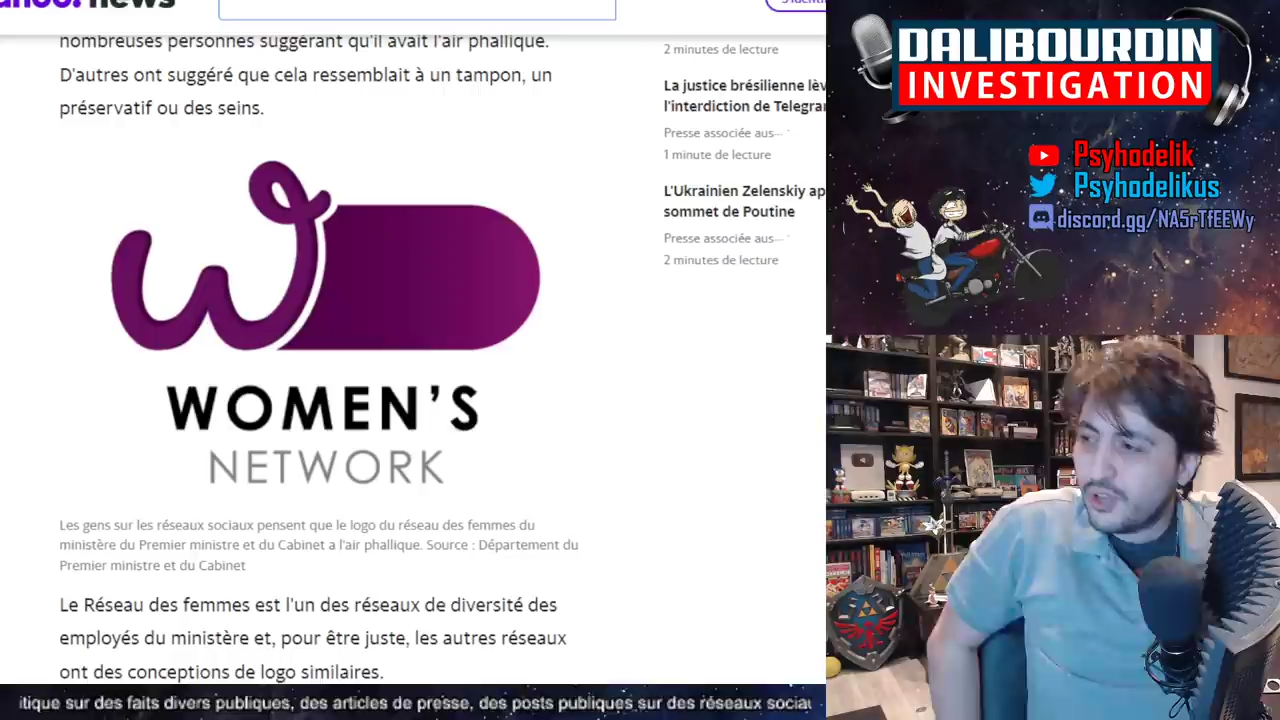 news
nombreuses personnes suggérant qu'il avait l'air phallique.
D'autres ont suggéré que cela ressemblait à un tampon, un
préservatif ou des seins.
WOMEN'S
NETWORK
Les gens sur les réseaux sociaux pensent que le logo du réseau des femmes du
ministère du Premier ministre et du Cabinet a l'air phallique. Source : Département du
Premier ministre et du Cabinet
Le Réseau des femmes est l'un des réseaux de diversité des
employés du ministère et, pour être juste, les autres réseaux
ont des conceptions de logo similaires.
2 minutes de lecture
La justice brésilienne lèv
l'interdiction de Telegrar
Presse associée aus...
1 minute de lecture
L'Ukrainien Zelenskiy ap
sommet de Poutine
Presse associée aus...
2 minutes de lecture
DALIBOURDIN
INVESTIGATION
Psyhodelik
Psyhodelikus
discord.gg/NA5rTfEEWy
itique sur des faits divers publiques, des articles de presse, des posts publiques sur des réseaux socia